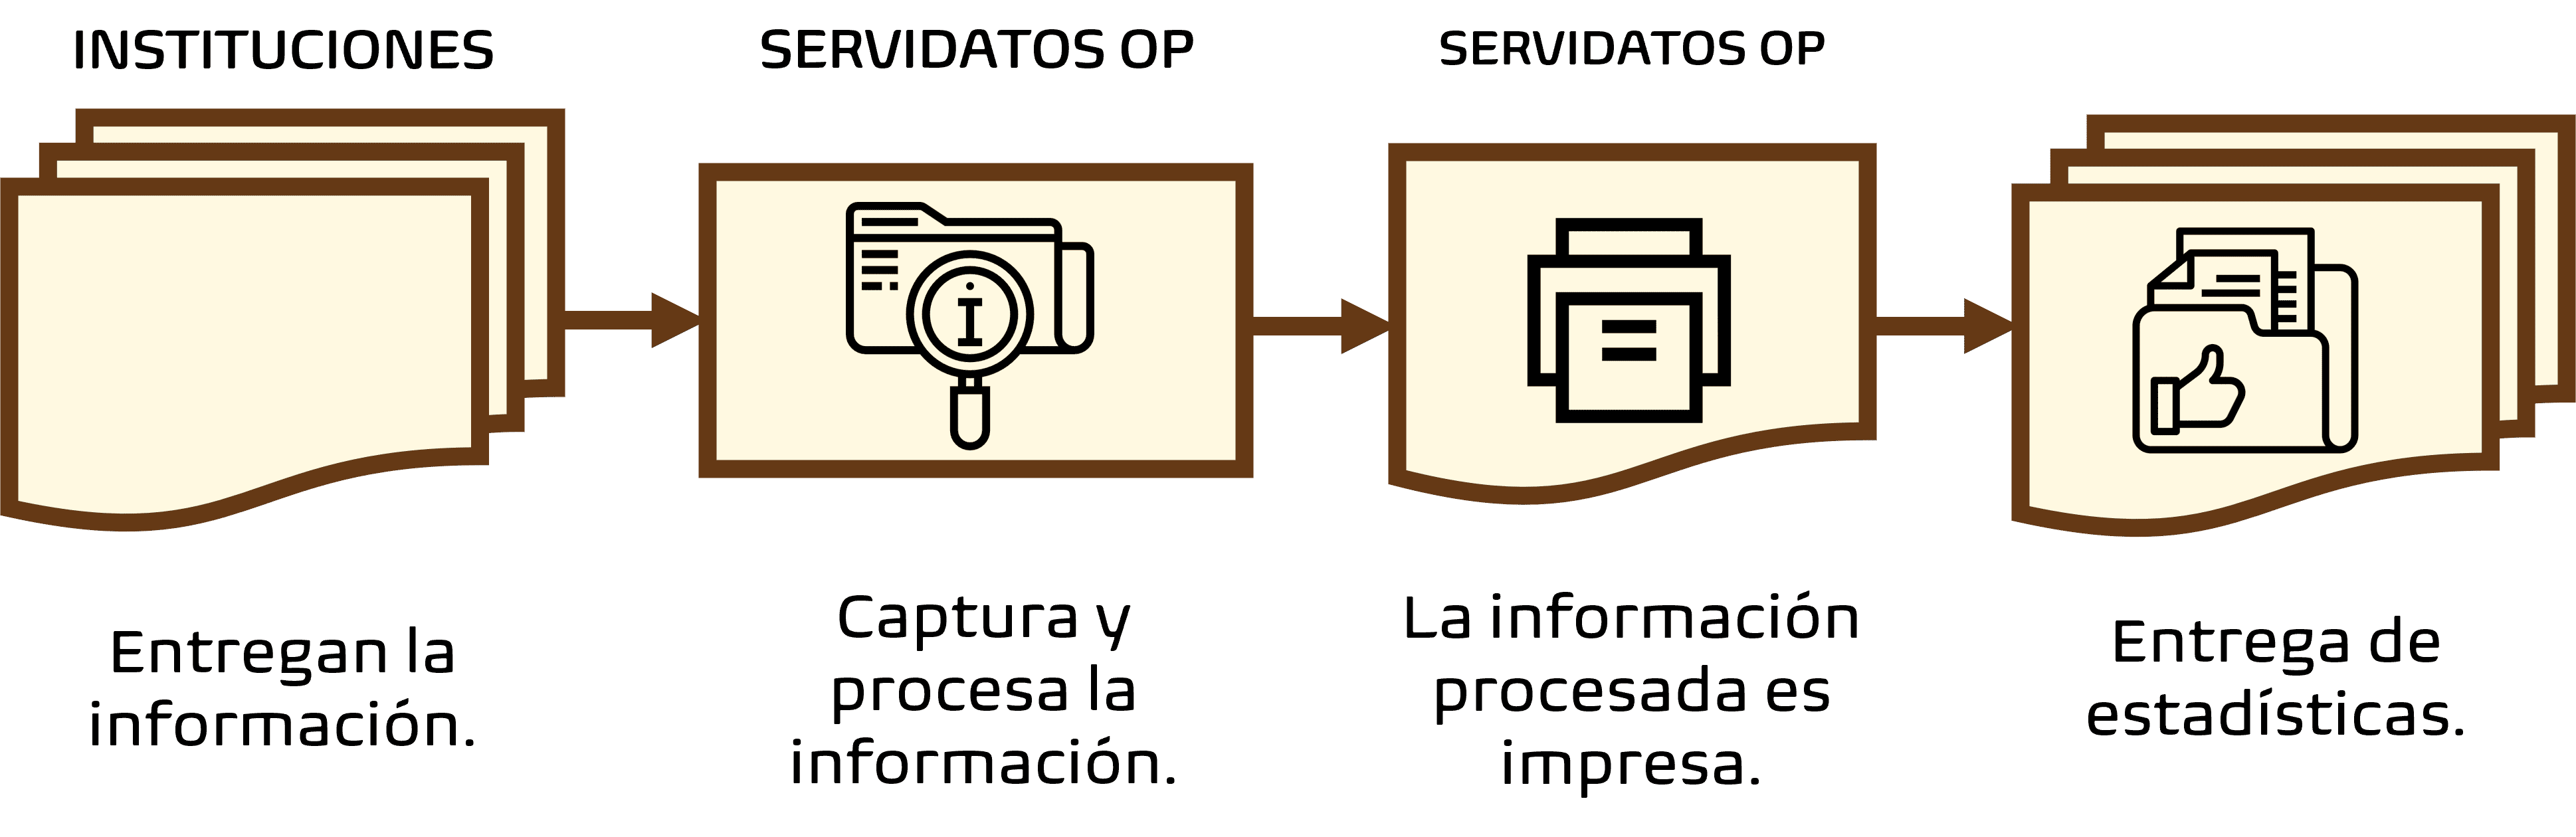 INSTITUCIONES
Entregan la
información.
SERVIDATOS OP
I
Captura y
procesa la
información.
SERVIDATOS OP
La información
procesada es
impresa.
Entrega de
estadísticas.